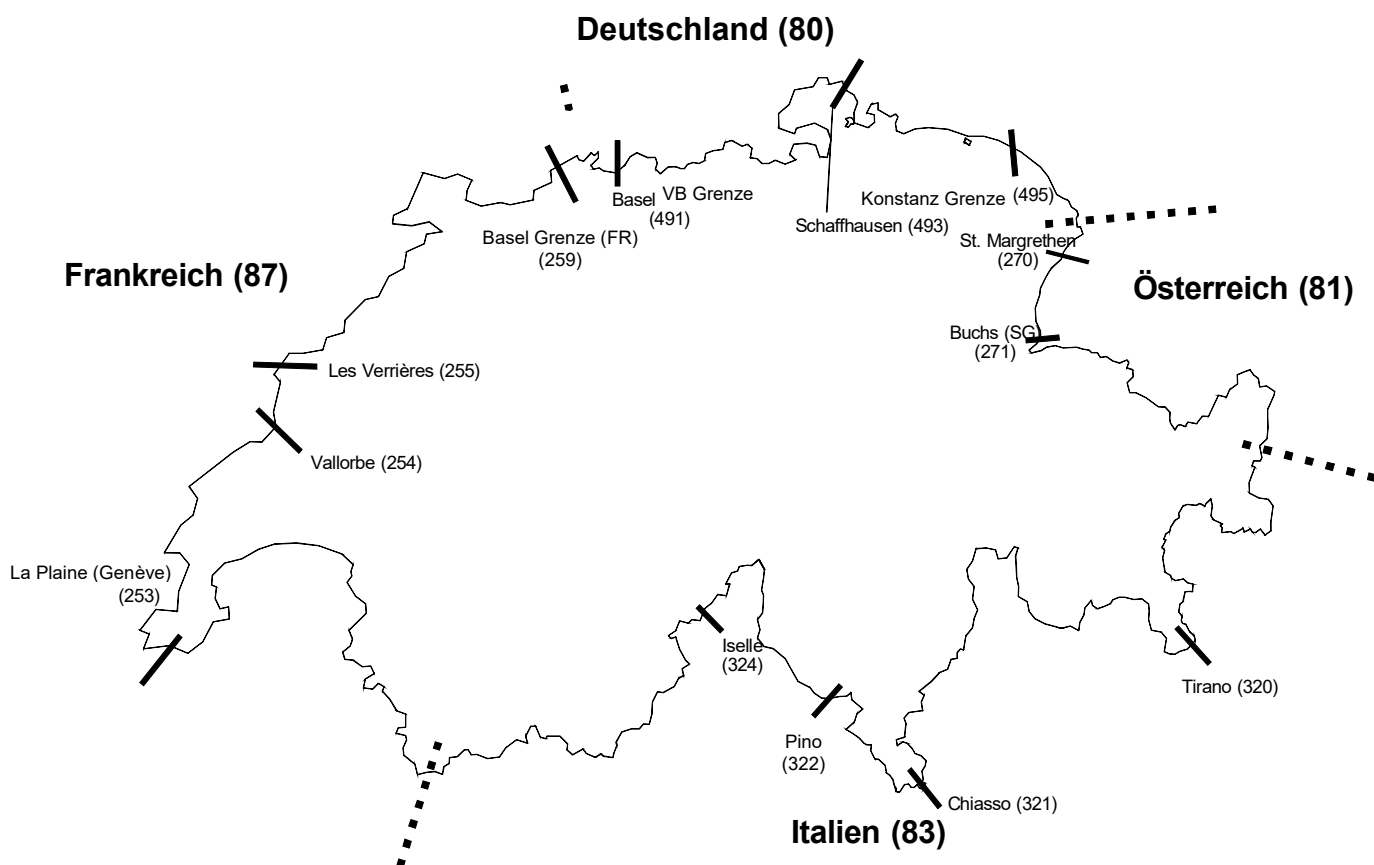 Deutschland (80)
Basel VB Grenze
(491)
Konstanz Grenze (495)
Schaffhausen (493)
Basel Grenze (FR)
(259)
St. Margrethen
(270)
Frankreich (87)
Österreich (81)
Buchs (SG)
(271)
Les Verrières (255)
Vallorbe (254)
La Plaine (Genève)
(253)
Iselle
(324)
Tirano (320)
Pino
(322)
Chiasso (321)
Italien (83)